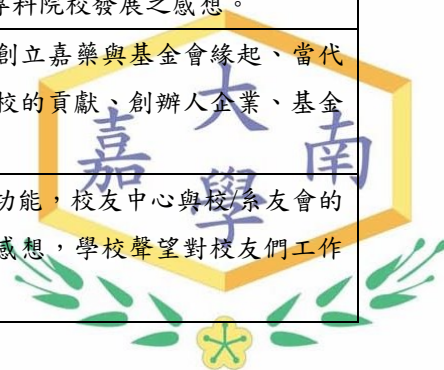 專科院校發展之感想。
創立嘉藥與基金會緣起、當代
校的貢獻、創辦人企業、基金
功能,校友中心與校/系友會的
感想,學校聲望對校友們工作
大
嘉 南
學